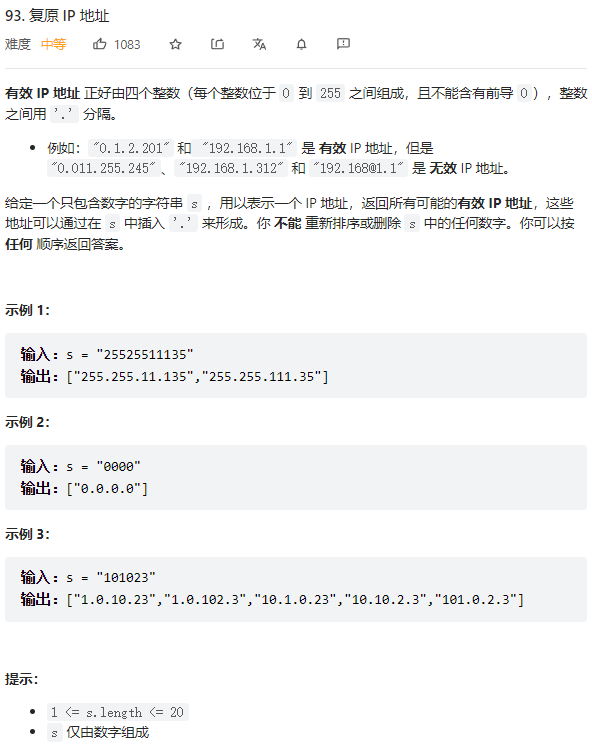 93. 复原 IP 地址
难度 中等 1083
有效 IP 地址 正好由四个整数（每个整数位于 0 到 255 之间组成，且不能含有前导 0），整数
之间用 '.' 分隔。
• 例如："0.1.2.201" 和 "192.168.1.1" 是 有效 IP 地址，但是
"0.011.255.245"、"192.168.1.312" 和 "192.168@1.1" 是 无效 IP 地址。
给定一个只包含数字的字符串 s ，用以表示一个 IP 地址，返回所有可能的有效 IP 地址，这些
地址可以通过在 s 中插入 '.' 来形成。你 不能 重新排序或删除 s 中的任何数字。你可以按
任何 顺序返回答案。
示例 1：
输入：s = "25525511135"
输出：["255.255.11.135","255.255.111.35"]
示例 2：
输入：s = "0000"
输出：["0.0.0.0"]
示例 3：
输入：s = "101023"
输出：["1.0.10.23","1.0.102.3","10.1.0.23","10.10.2.3","101.0.2.3"]
提示：
• 1 <= s.length <= 20
• s 仅由数字组成